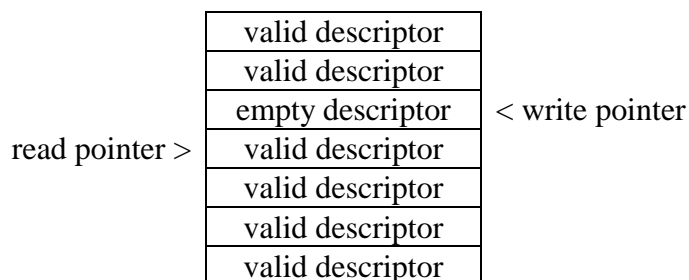 valid descriptor
valid descriptor
empty descriptor < write pointer
read pointer > valid descriptor
valid descriptor
valid descriptor
valid descriptor